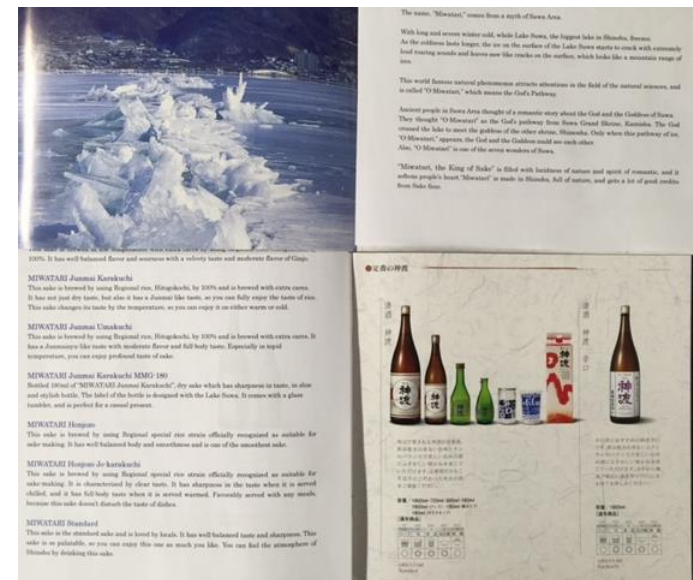 The name, "Miwatari," comes from a myth of Suwa Area.
With long and severe winter cold, whole Lake Suwa, the biggest lake in Shinshu, freezes.
As the coldness lasts longer, the ice on the surface of the Lake Suwa starts to crack with extremely
loud roaring sounds and leaves saw-like cracks on the surface, which looks like a mountain range of
ice.
This world famous natural phenomenon attracts attentions in the field of the natural sciences, and
is called "O Miwatari," which means the God's Pathway.
Ancient people in Suwa Area thought of a romantic story about the God and the Goddess of Suwa.
They thought "O Miwatari" as the God's pathway from Suwa Grand Shrine, Kamisha. The God
crossed the lake to meet the goddess of the other shrine, Shimosha. Only when this pathway of ice,
"O Miwatari," appears, the God and the Goddess could see each other.
Also, "O Miwatari" is one of the seven wonders of Suwa.
"Miwatari, the King of Sake" is filled with lucidness of nature and spirit of romantic, and it
softens people's heart. "Miwatari" is made in Shinshu, full of nature, and gets a lot of good credits
from Sake fans.
100%. It has well balanced flavor and sourness with a velvety taste and moderate flavor of Ginjo.
MIWATARI Junmai Karakuchi
This sake is brewed by using Regional rice, Hitogokochi, by 100% and is brewed with extra cares.
It has not just dry taste, but also it has a Junmai like taste, so you can fully enjoy the taste of rice.
This sake changes its taste by the temperature, so you can enjoy it on either warm or cold.
MIWATARI Junmai Umakuchi
This sake is brewed by using Regional rice, Hitogokochi, by 100% and is brewed with extra cares. It
has a Junmaisyu-like taste with moderate flavor and full body taste. Especially in tepid
temperature, you can enjoy profound taste of sake.
MIWATARI Junmai Karakuchi MMG-180
Bottled 180ml of "MIWATARI Junmai Karakuchi", dry sake which has sharpness in taste, in slim
and stylish bottle. The label of the bottle is designed with the Lake Suwa. It comes with a glass
tumbler, and is perfect for a casual present.
MIWATARI Honjozo
This sake is brewed by using Regional special rice strain officially recognized as suitable for
sake-making. It has well balanced body and smoothness and is one of the smoothest sake.
MIWATARI Honjozo Jo-karakuchi
This sake is brewed by using Regional special rice strain officially recognized as suitable for
sake-making. It is characterized by clear taste. It has sharpness in the taste when it is served
chilled, and it has full-body taste when it is served warmed. Favorably served with any meals,
because this sake doesn't disturb the taste of dishes.
MIWATARI Standard
This sake is the standard sake and is loved by locals. It has well balanced taste and sharpness. This
sake is so palatable, so you can enjoy this one as much you like. You can feel the atmosphere of
Shinshu by drinking this sake.
●定番の神渡
清酒 神渡
清酒 神渡 辛口
神渡
神渡
神渡